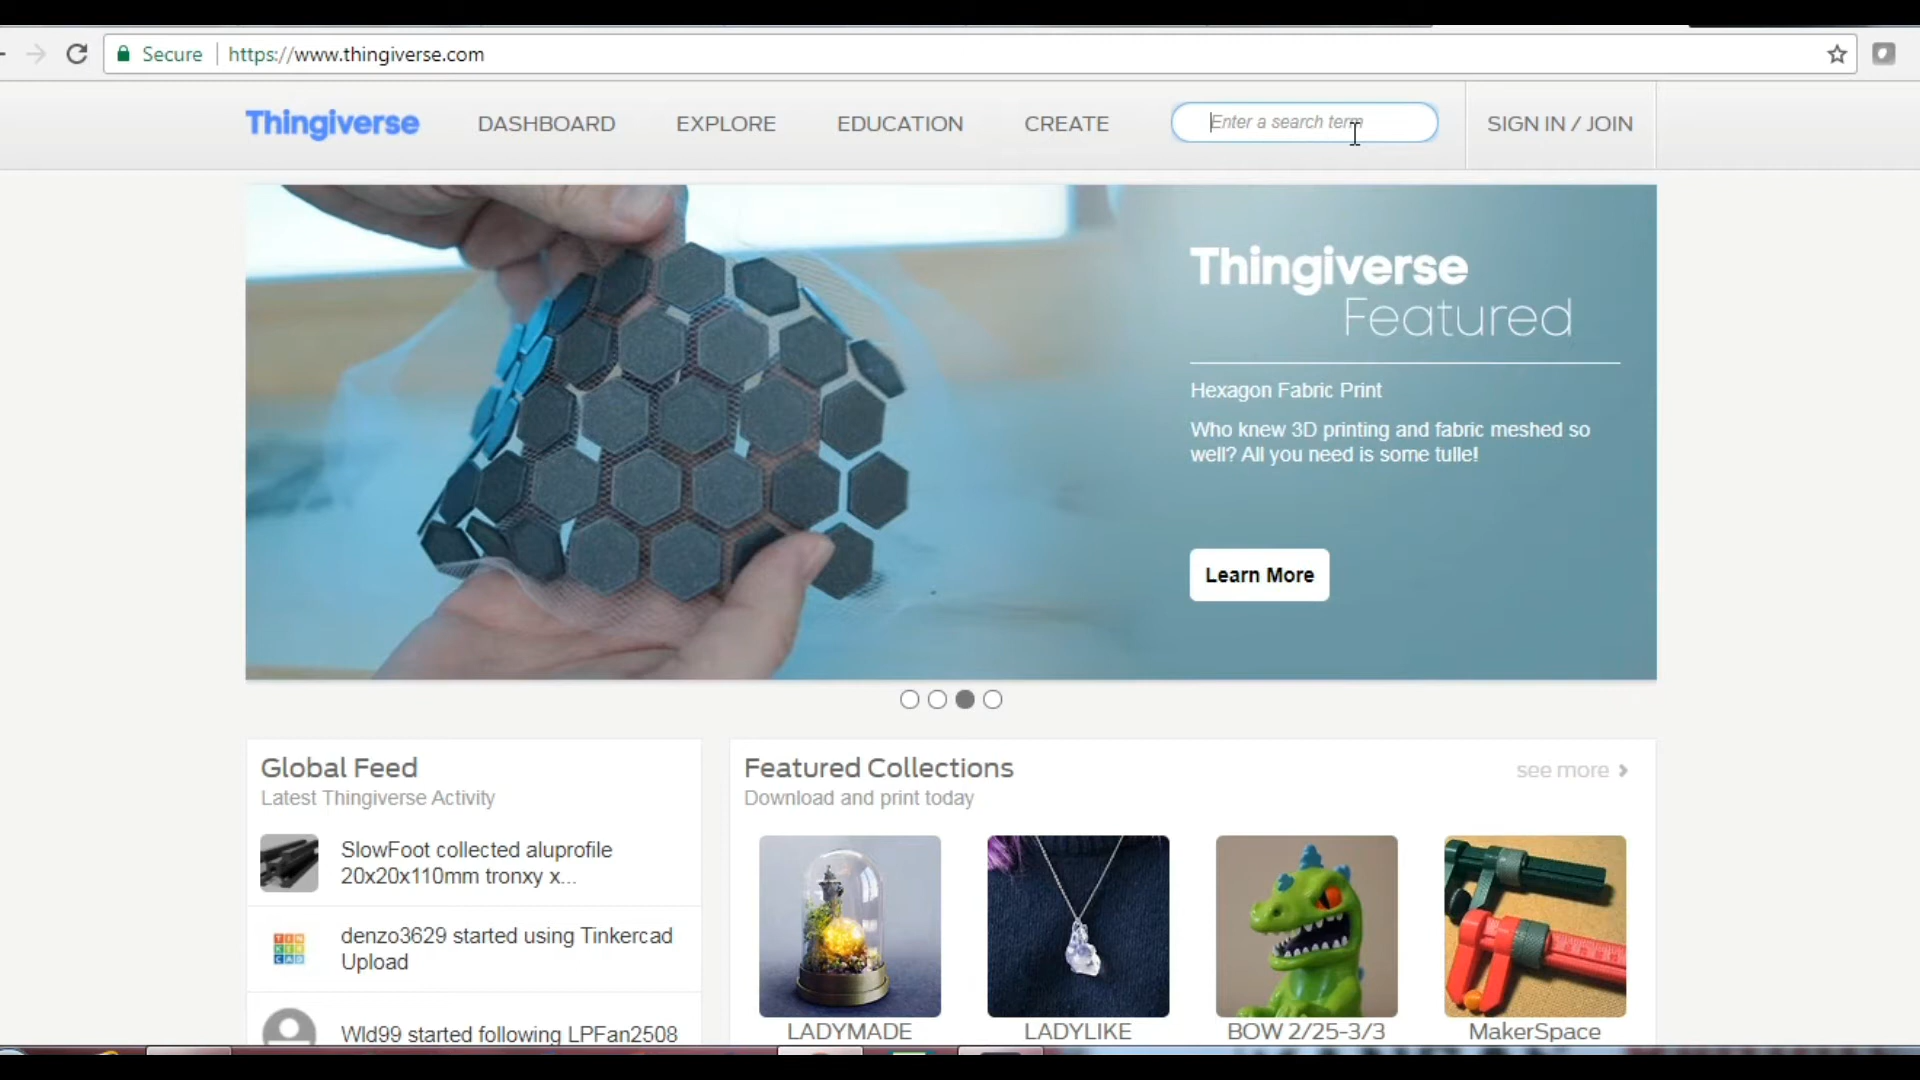 Secure https://www.thingiverse.com
Thingiverse DASHBOARD EXPLORE EDUCATION CREATE Enter a search term SIGN IN / JOIN
Thingiverse
Featured
Hexagon Fabric Print
Who knew 3D printing and fabric meshed so
well? All you need is some tulle!
Learn More
Global Feed
Latest Thingiverse Activity
SlowFoot collected aluprofile
20x20x110mm tronxy x...
TIN
KER
CAD
denzo3629 started using Tinkercad
Upload
Wld99 started following LPFan2508
Featured Collections
see more
Download and print today
LADYMADE
LADYLIKE
BOW 2/25-3/3
MakerSpace